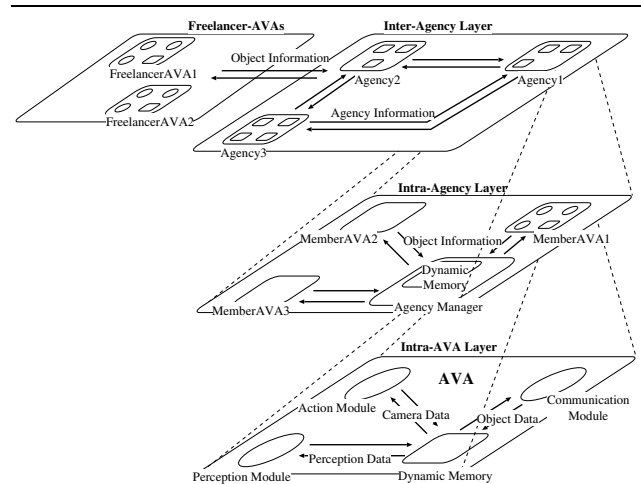 Freelancer-AVAs
Inter-Agency Layer
FreelancerAVA1
Object Information
Agency2
Agency1
FreelancerAVA2
Agency Information
Agency3
Intra-Agency Layer
MemberAVA2
Object Information
MemberAVA1
Dynamic
Memory
MemberAVA3
Agency Manager
Intra-AVA Layer
AVA
Action Module
Camera Data
Object Data
Communication
Module
Perception Data
Perception Module
Dynamic Memory